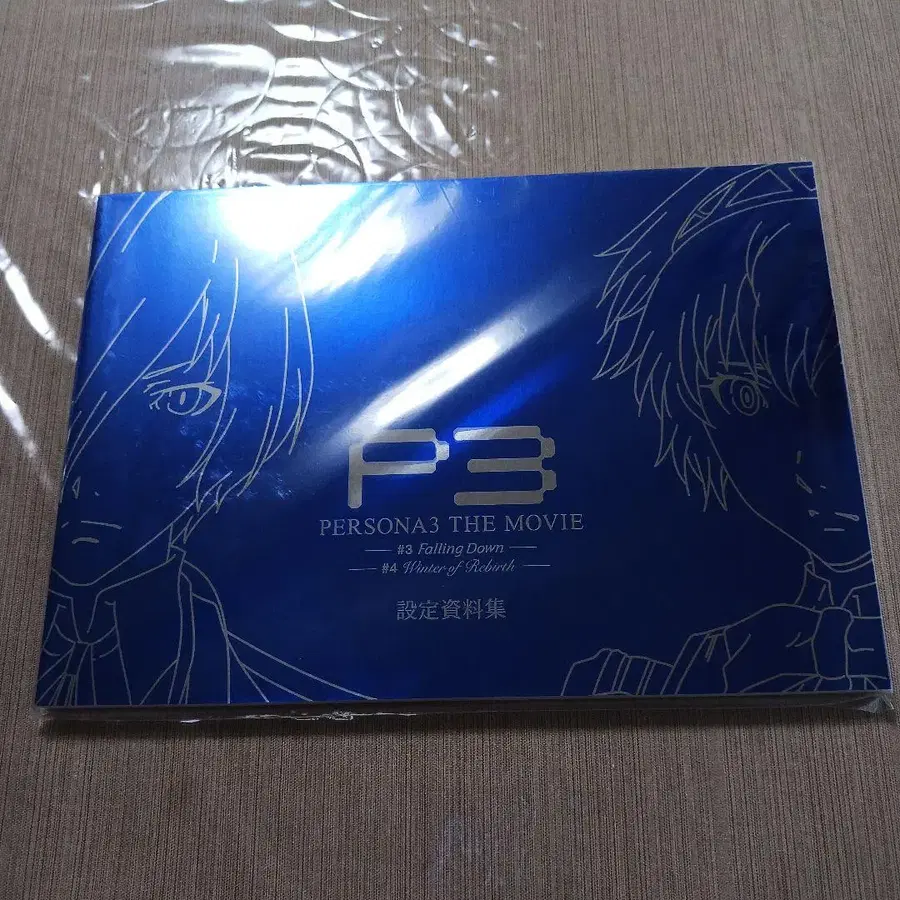 P3
PERSONA3 THE MOVIE
#3 Falling Down
#4 Winter of Rebirth
設定資料集